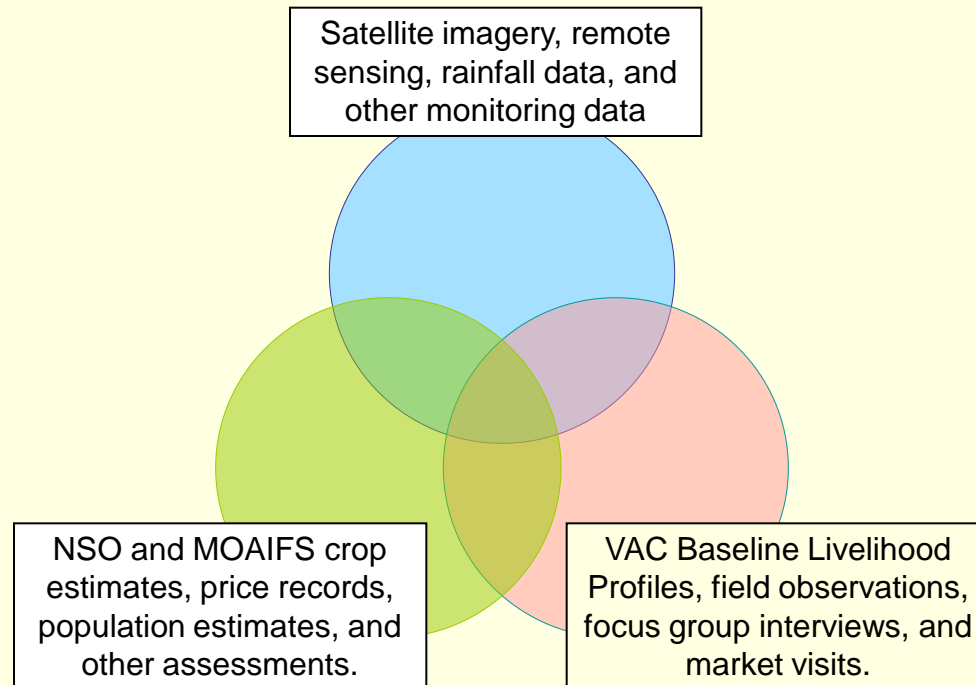 Satellite imagery, remote
sensing, rainfall data, and
other monitoring data
NSO and MOAIFS crop
estimates, price records,
population estimates, and
other assessments.
VAC Baseline Livelihood
Profiles, field observations,
focus group interviews, and
market visits.